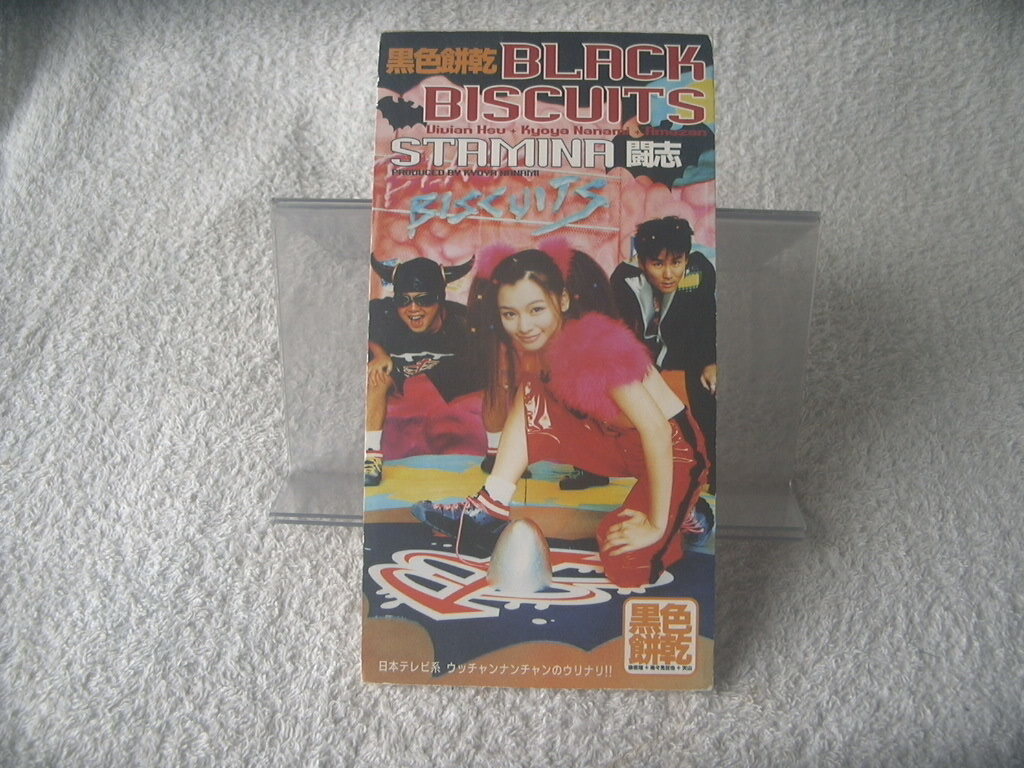 黒色餅乾 BLACK
BISCUITS
Vivian Hsu + Kyoya Nanami + Amozan
STAMINA 闘志
PRODUCED BY KYOYA NANAMI
BISCUITS
黒色
餅乾
日本テレビ系 ウッチャンナンチャンのウリナリ!!